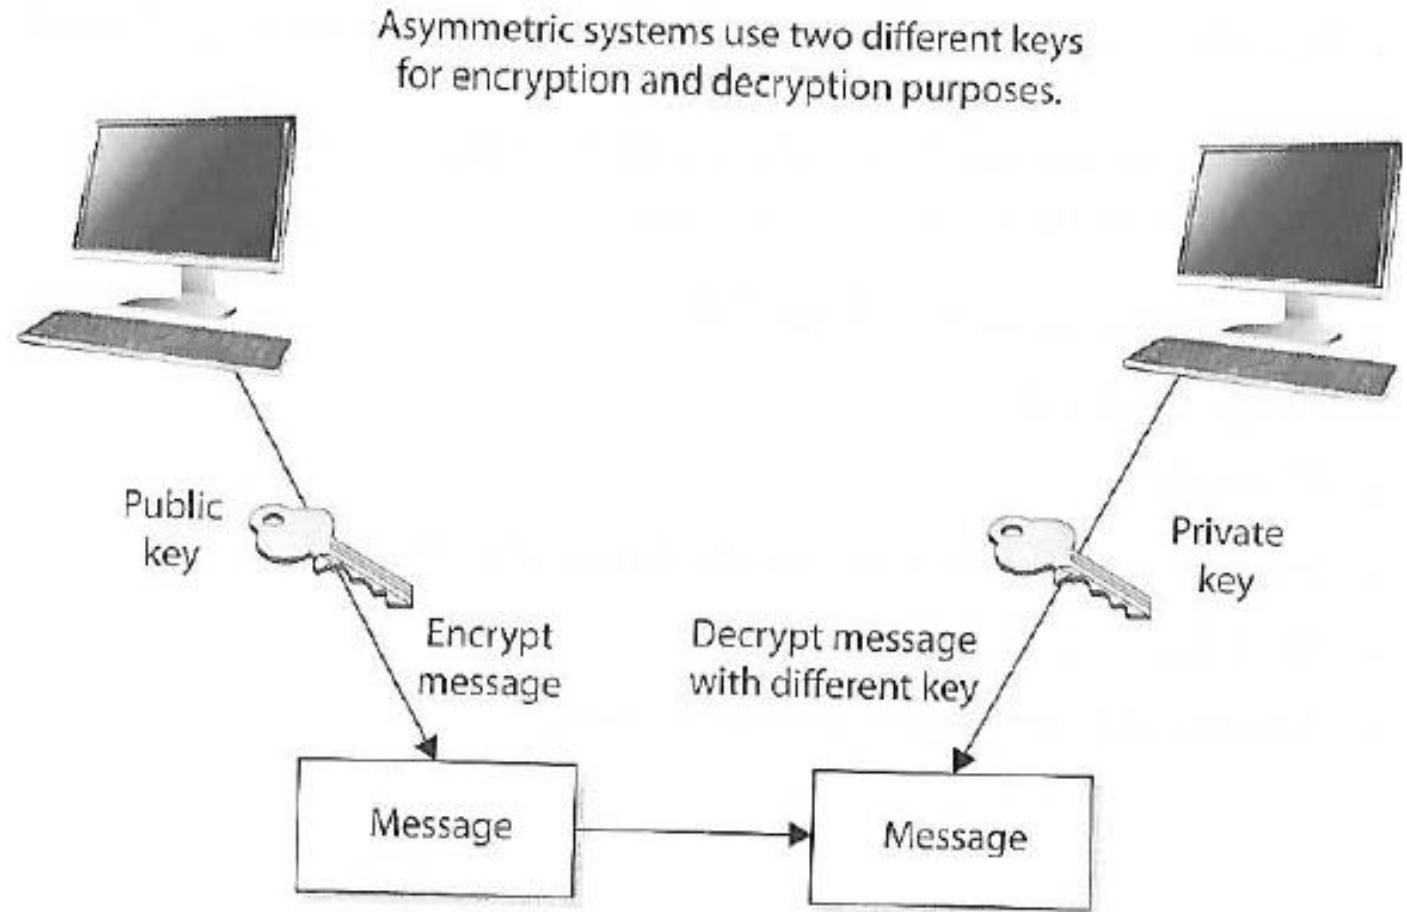 Asymmetric systems use two different keys
for encryption and decryption purposes.
Public
key
Private
key
Encrypt
message
Decrypt message
with different key
Message
Message